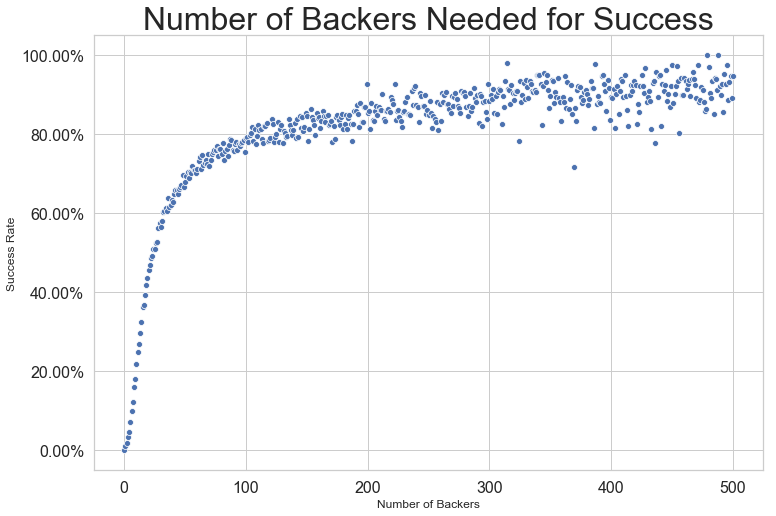 Number of Backers Needed for Success
100.00%
80.00%
60.00%
40.00%
20.00%
0.00%
Success Rate
0 100 200 300 400 500
Number of Backers